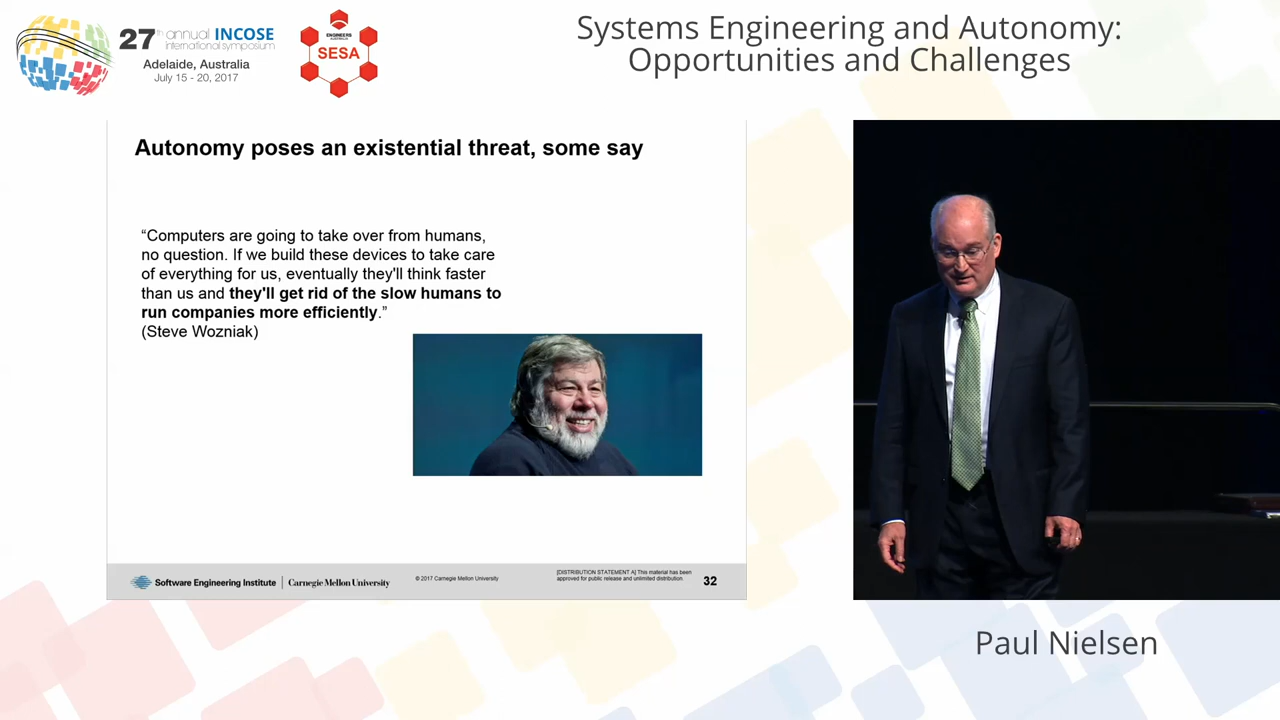 27th annual INCOSE
international symposium
Adelaide, Australia
July 15 - 20, 2017
ENGINEERS
AUSTRALIA
SESA
Systems Engineering and Autonomy:
Opportunities and Challenges
Autonomy poses an existential threat, some say
“Computers are going to take over from humans,
no question. If we build these devices to take care
of everything for us, eventually they'll think faster
than us and they'll get rid of the slow humans to
run companies more efficiently.”
(Steve Wozniak)
Software Engineering Institute | Carnegie Mellon University
© 2017 Carnegie Mellon University
[DISTRIBUTION STATEMENT A] This material has been
approved for public release and unlimited distribution.
32
Paul Nielsen